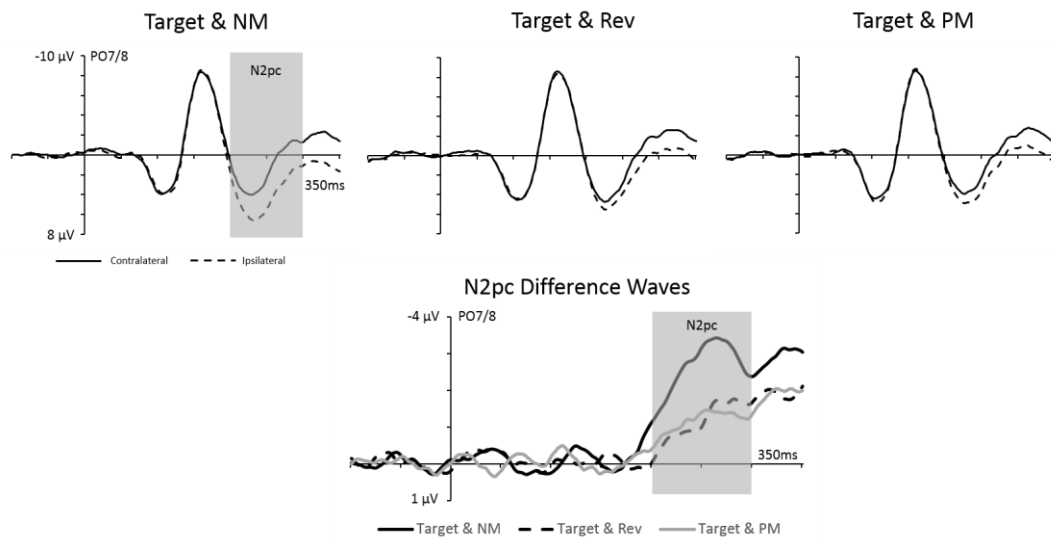 Target & NM
Target & Rev
Target & PM
-10 µV
PO7/8
N2pc
350ms
8 µV
Contralateral
Ipsilateral
N2pc Difference Waves
-4 µV
PO7/8
N2pc
350ms
1 µV
Target & NM
Target & Rev
Target & PM